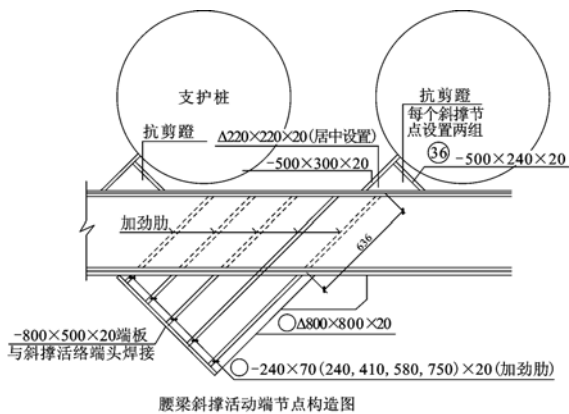 支护桩
抗剪蹬
抗剪蹬
每个斜撑节
点设置两组
Δ220×220×20(居中设置)
36
-500×240×20
-500×300×20
加劲肋
636
Δ800×800×20
-800×500×20端板
与斜撑活络端头焊接
-240×70(240, 410, 580, 750)×20(加劲肋)
腰梁斜撑活动端节点构造图